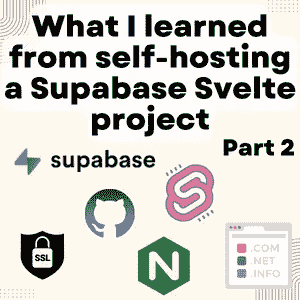 What I learned
from self-hosting
a Supabase Svelte
project
Part 2
supabase
SSL
N
.COM
.NET
.INFO